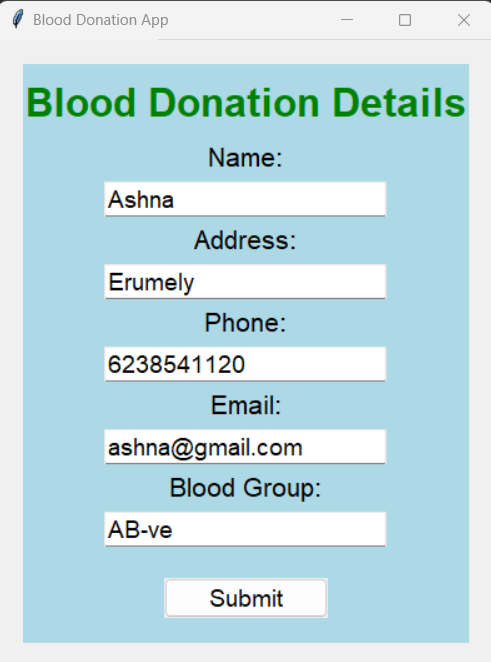 Blood Donation App
Blood Donation Details
Name:
Ashna
Address:
Erumely
Phone:
6238541120
Email:
ashna@gmail.com
Blood Group:
AB-ve
Submit